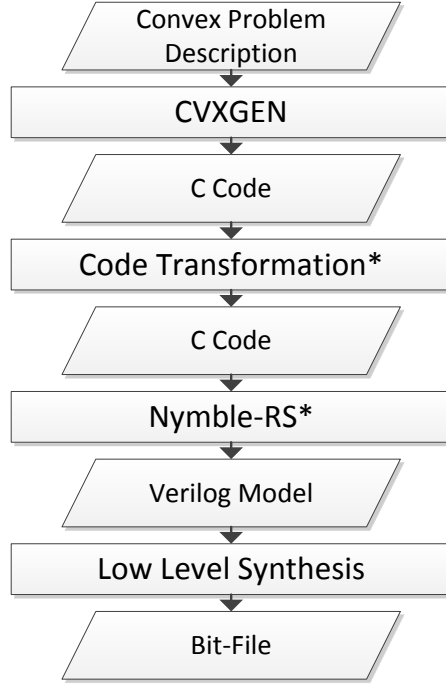 Convex Problem
Description
CVXGEN
C Code
Code Transformation*
C Code
Nymble-RS*
Verilog Model
Low Level Synthesis
Bit-File